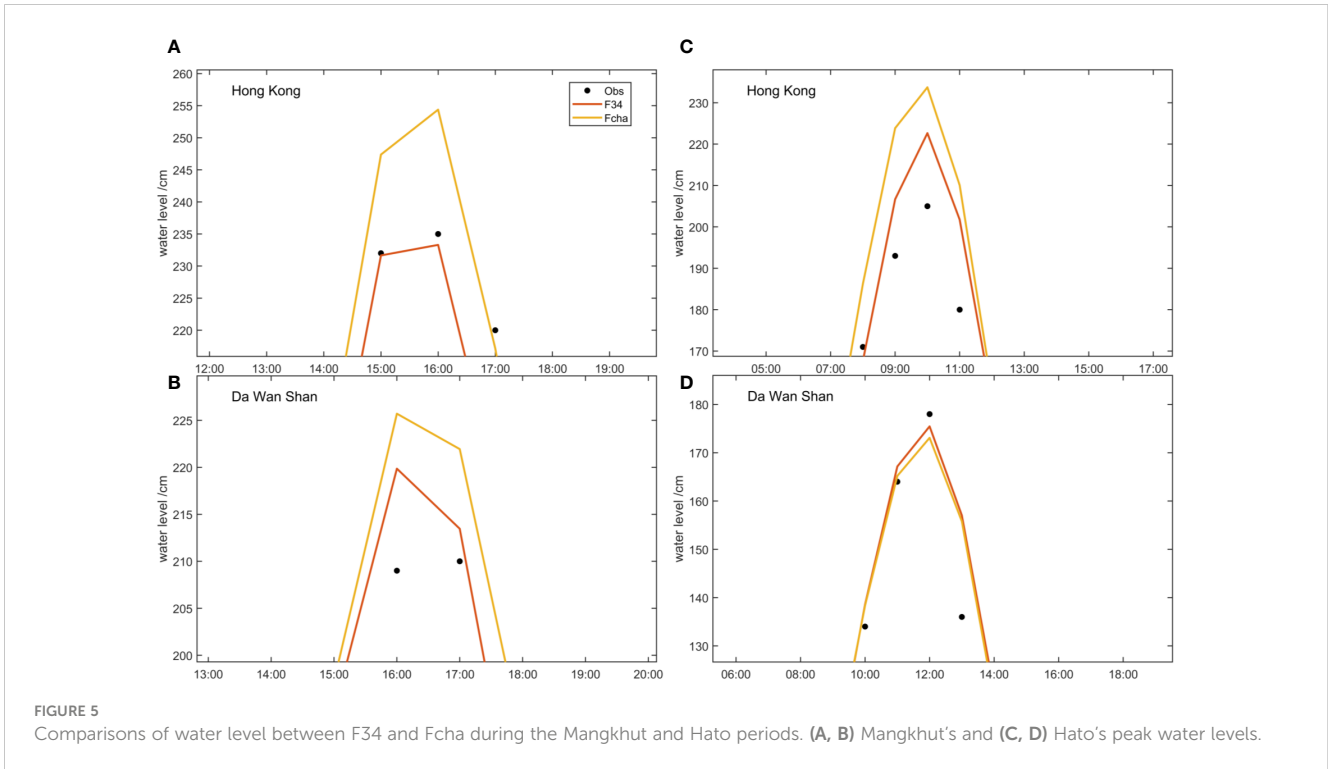 A
Hong Kong
Obs
F34
Fcha
water level /cm
260
255
250
245
240
235
230
225
220
12:00 13:00 14:00 15:00 16:00 17:00 18:00 19:00
B
Da Wan Shan
water level /cm
225
220
215
210
205
200
13:00 14:00 15:00 16:00 17:00 18:00 19:00 20:00
C
Hong Kong
water level /cm
230
220
210
200
190
180
170
05:00 07:00 09:00 11:00 13:00 15:00 17:00
D
Da Wan Shan
water level /cm
180
170
160
150
140
130
06:00 08:00 10:00 12:00 14:00 16:00 18:00
FIGURE 5
Comparisons of water level between F34 and Fcha during the Mangkhut and Hato periods. (A, B) Mangkhut’s and (C, D) Hato’s peak water levels.